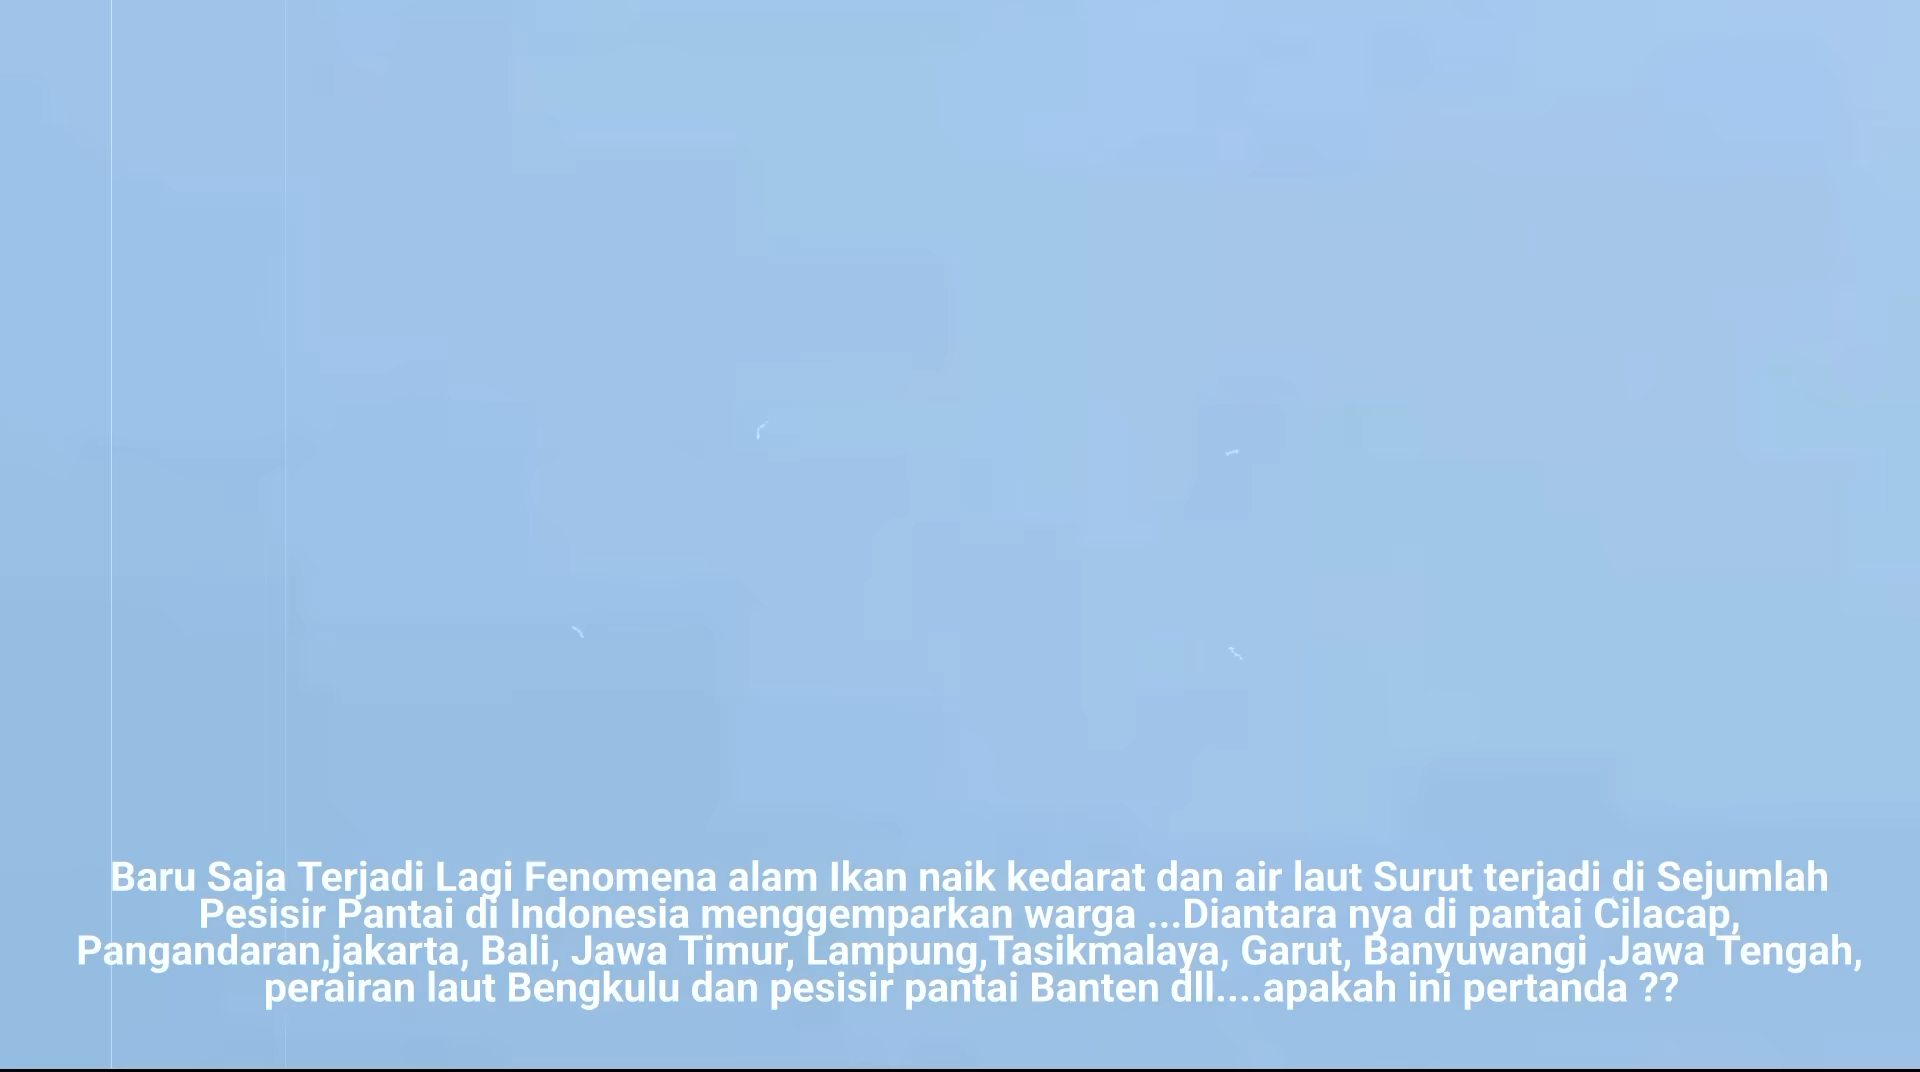 Baru Saja Terjadi Lagi Fenomena alam Ikan naik kedarat dan air laut Surut terjadi di Sejumlah
Pesisir Pantai di Indonesia menggemparkan warga ...Diantara nya di pantai Cilacap,
Pangandaran,jakarta, Bali, Jawa Timur, Lampung,Tasikmalaya, Garut, Banyuwangi ,Jawa Tengah,
perairan laut Bengkulu dan pesisir pantai Banten dll....apakah ini pertanda ??